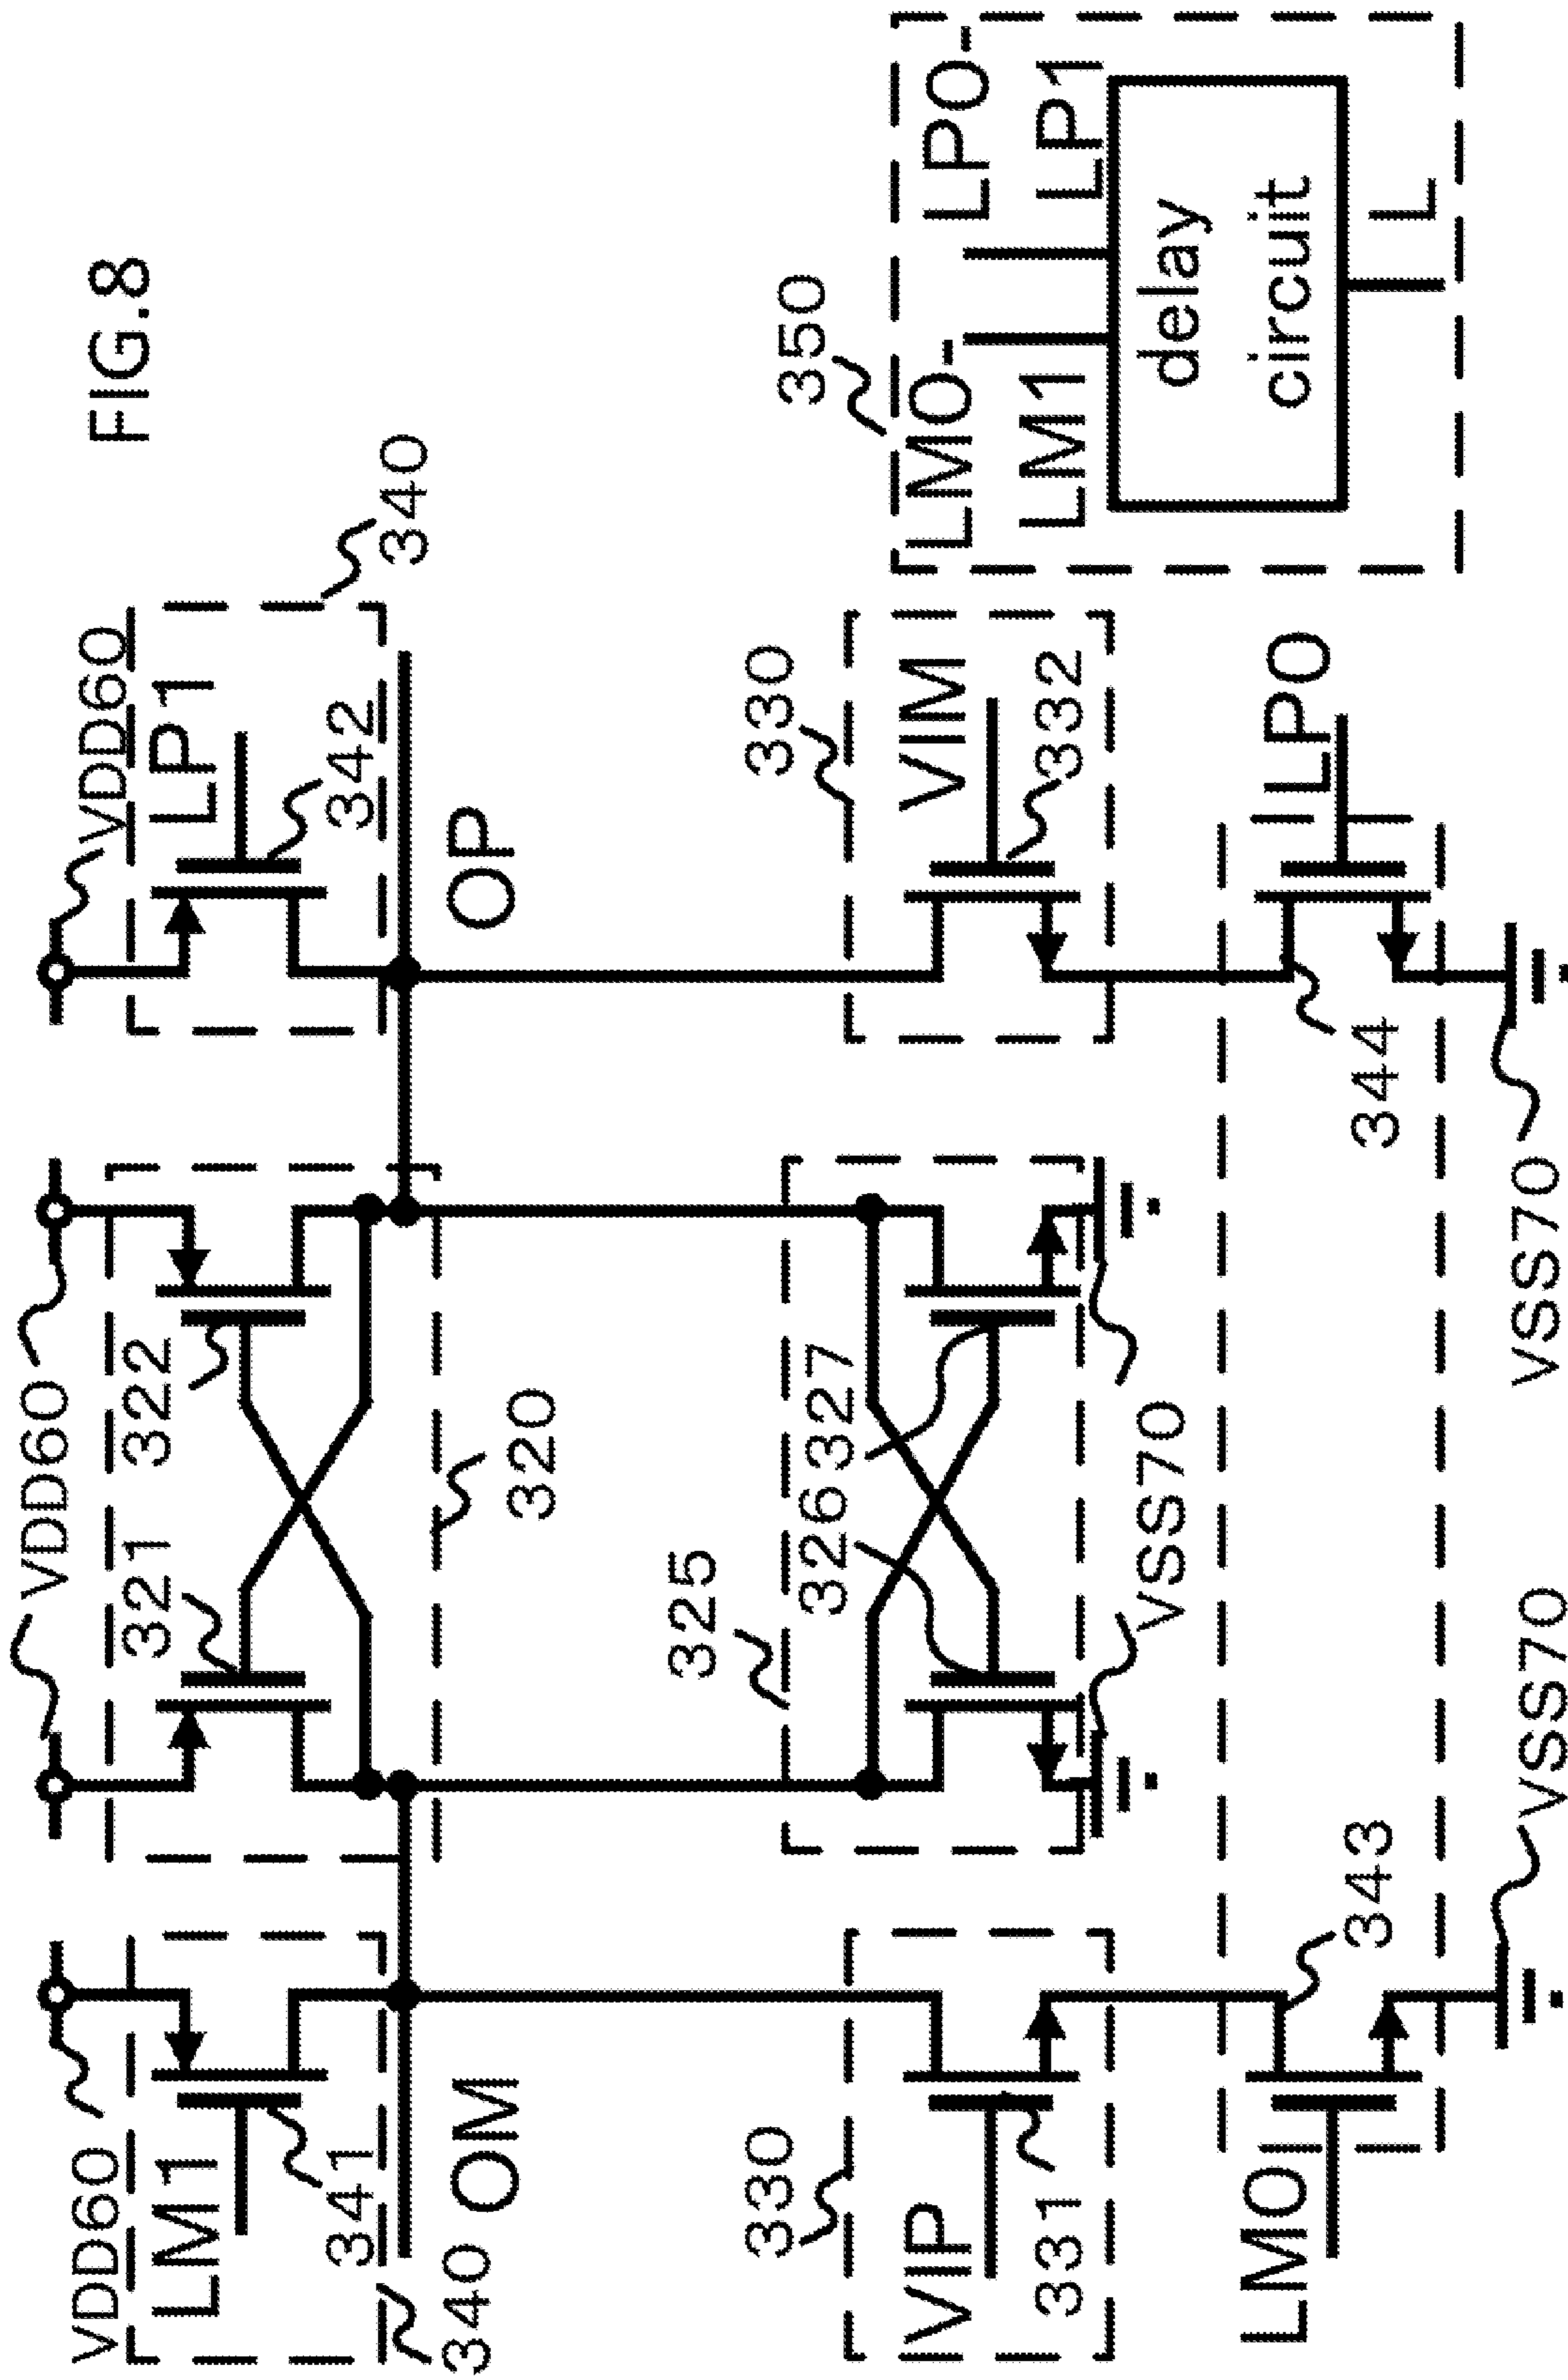 FIG.8
VDD60
VDD60
VDD60
321
322
LM1
LP1
341
342
340
340
OM
OP
320
325
330
330
350
326
327
VIP
VIM
LM0-
LM1
LP0-
LP1
331
332
VSS70
delay
circuit
LM0
LP0
343
344
L
VSS70
VSS70